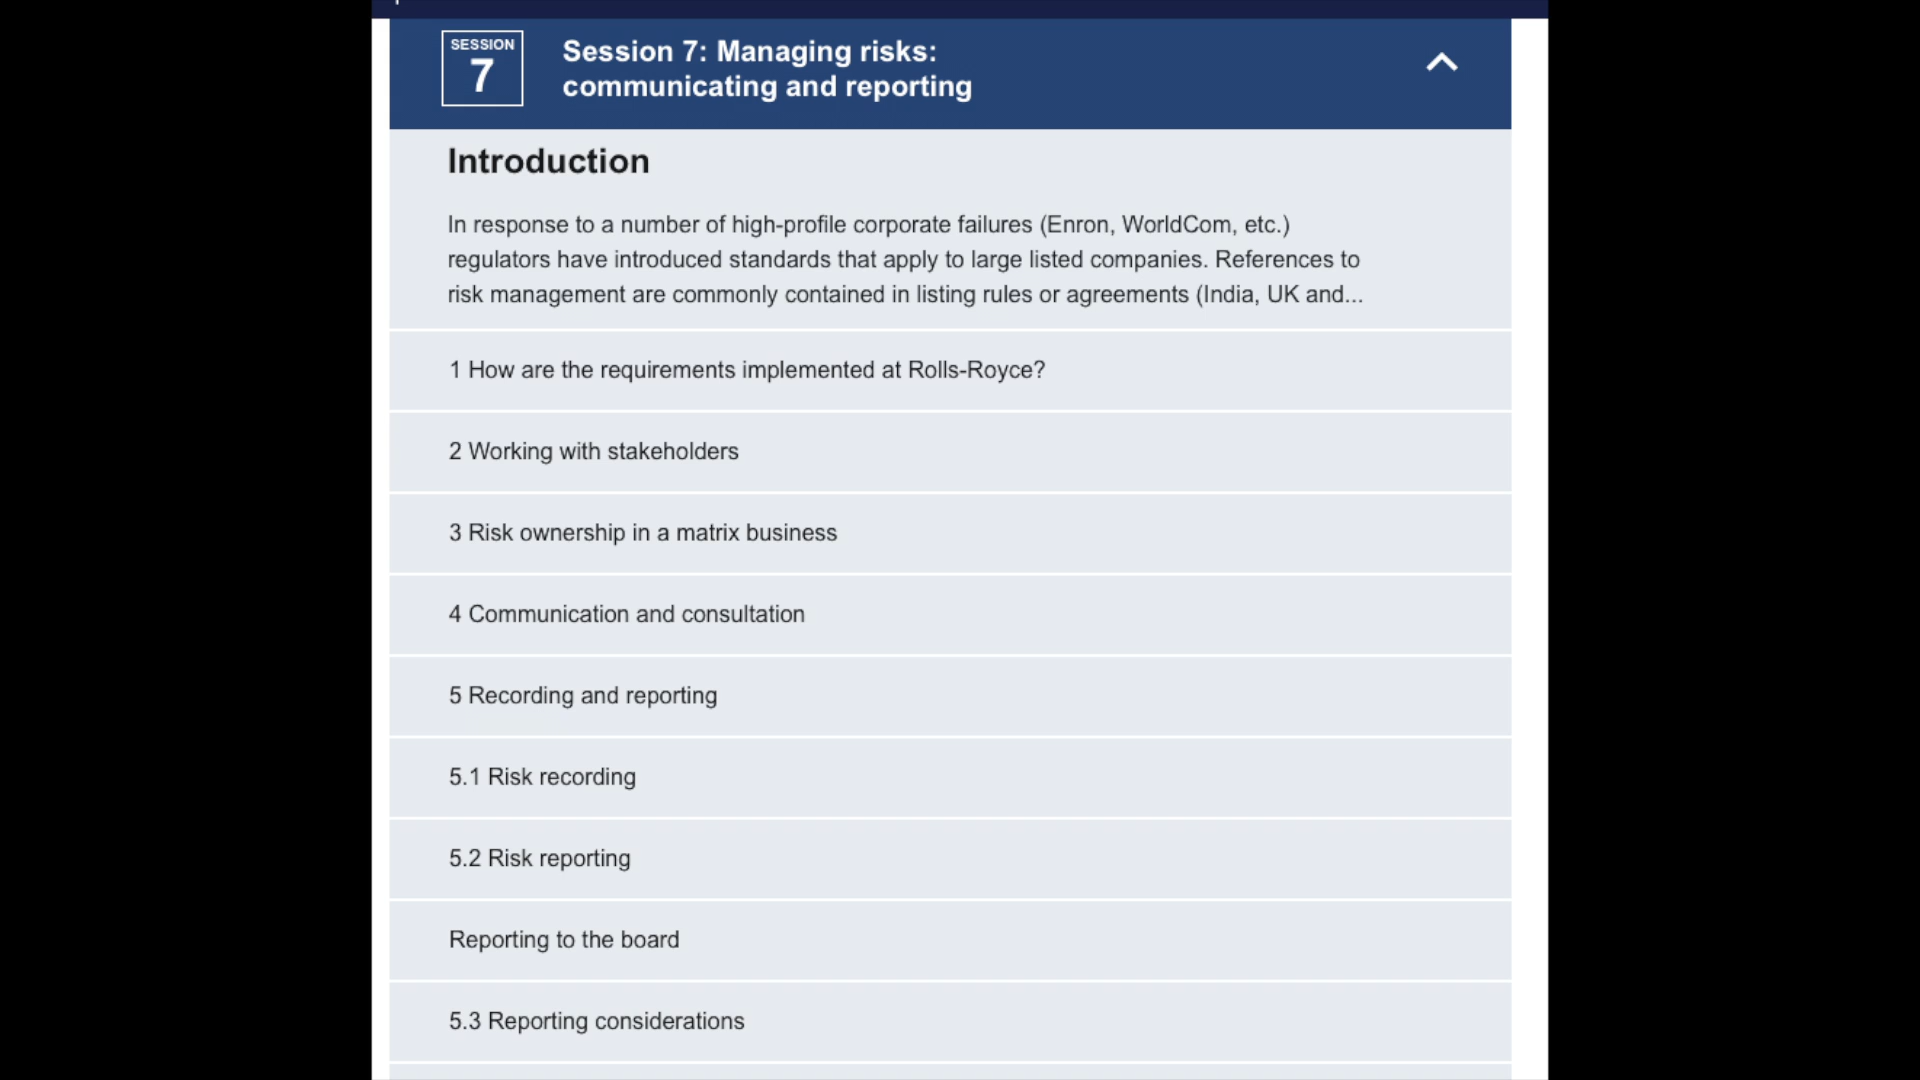 SESSION
7
Session 7: Managing risks:
communicating and reporting
Introduction
In response to a number of high-profile corporate failures (Enron, WorldCom, etc.)
regulators have introduced standards that apply to large listed companies. References to
risk management are commonly contained in listing rules or agreements (India, UK and...
1 How are the requirements implemented at Rolls-Royce?
2 Working with stakeholders
3 Risk ownership in a matrix business
4 Communication and consultation
5 Recording and reporting
5.1 Risk recording
5.2 Risk reporting
Reporting to the board
5.3 Reporting considerations